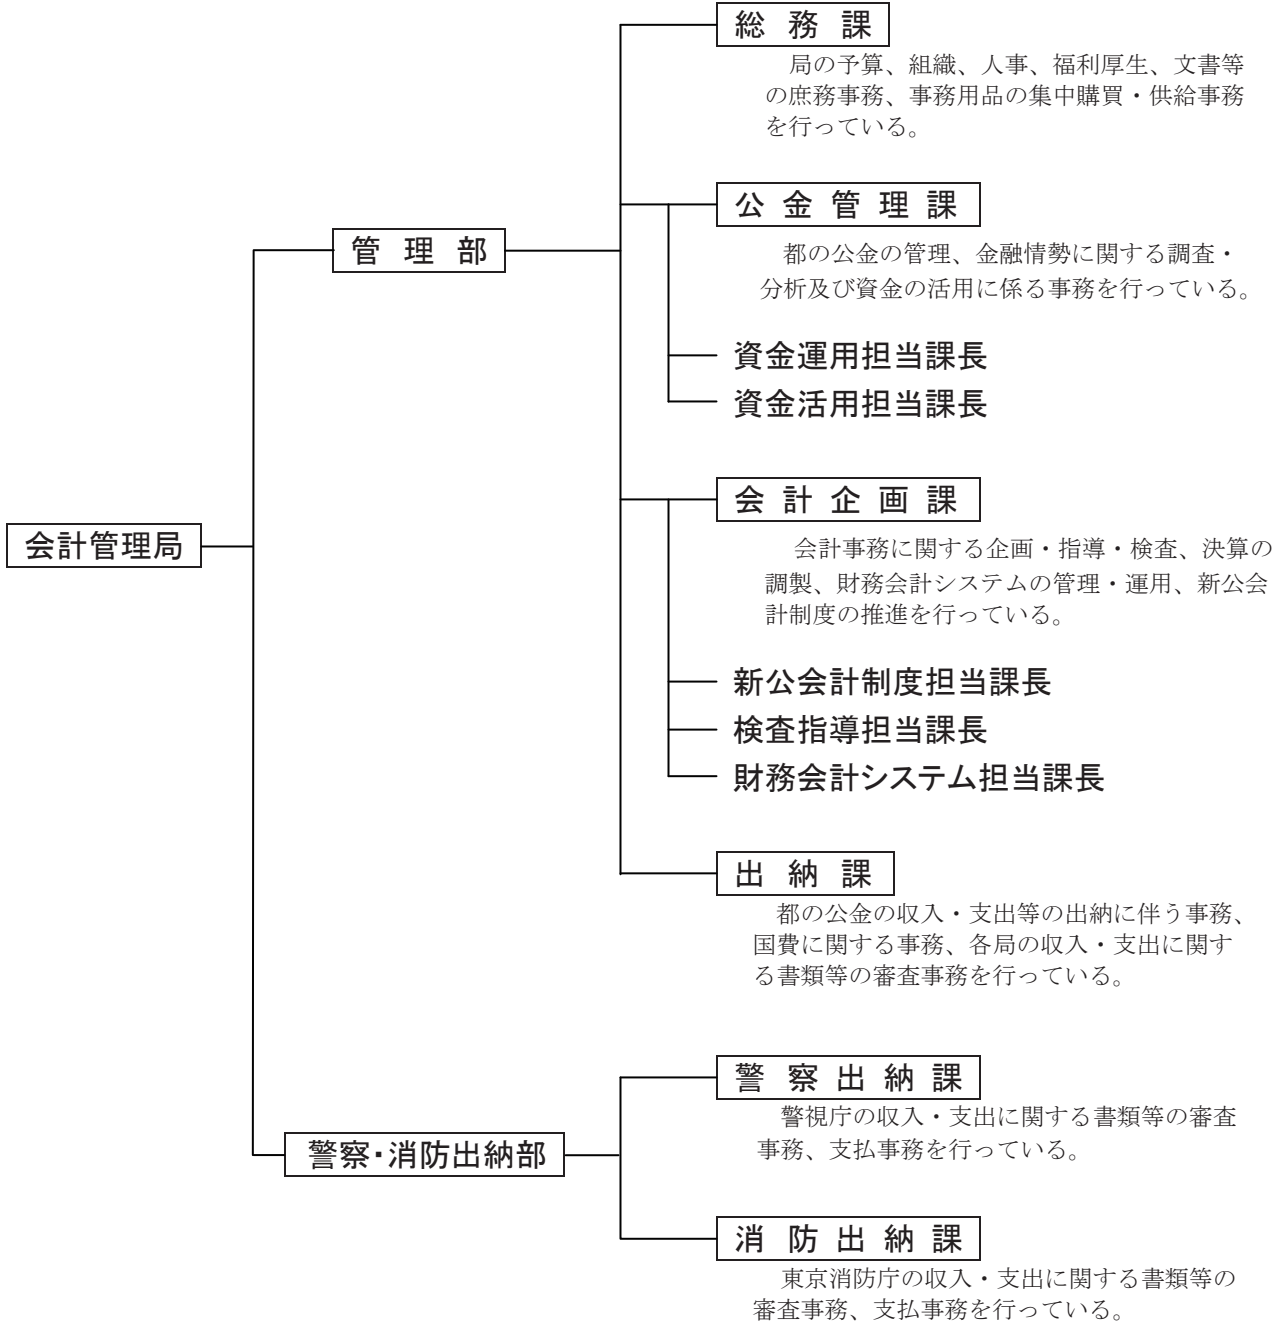 総務課
局の予算、組織、人事、福利厚生、文書等
の庶務事務、事務用品の集中購買・供給事務
を行っている。
公金管理課
管理部
都の公金の管理、金融情勢に関する調査・
分析及び資金の活用に係る事務を行っている。
資金運用担当課長
資金活用担当課長
会計企画課
会計管理局
会計事務に関する企画・指導・検査、決算の
調製、財務会計システムの管理・運用、新公会
計制度の推進を行っている。
新公会計制度担当課長
検査指導担当課長
財務会計システム担当課長
出納課
都の公金の収入・支出等の出納に伴う事務、
国費に関する事務、各局の収入・支出に関す
る書類等の審査事務を行っている。
警察出納課
警視庁の収入・支出に関する書類等の審査
事務、支払事務を行っている。
警察・消防出納部
消防出納課
東京消防庁の収入・支出に関する書類等の
審査事務、支払事務を行っている。